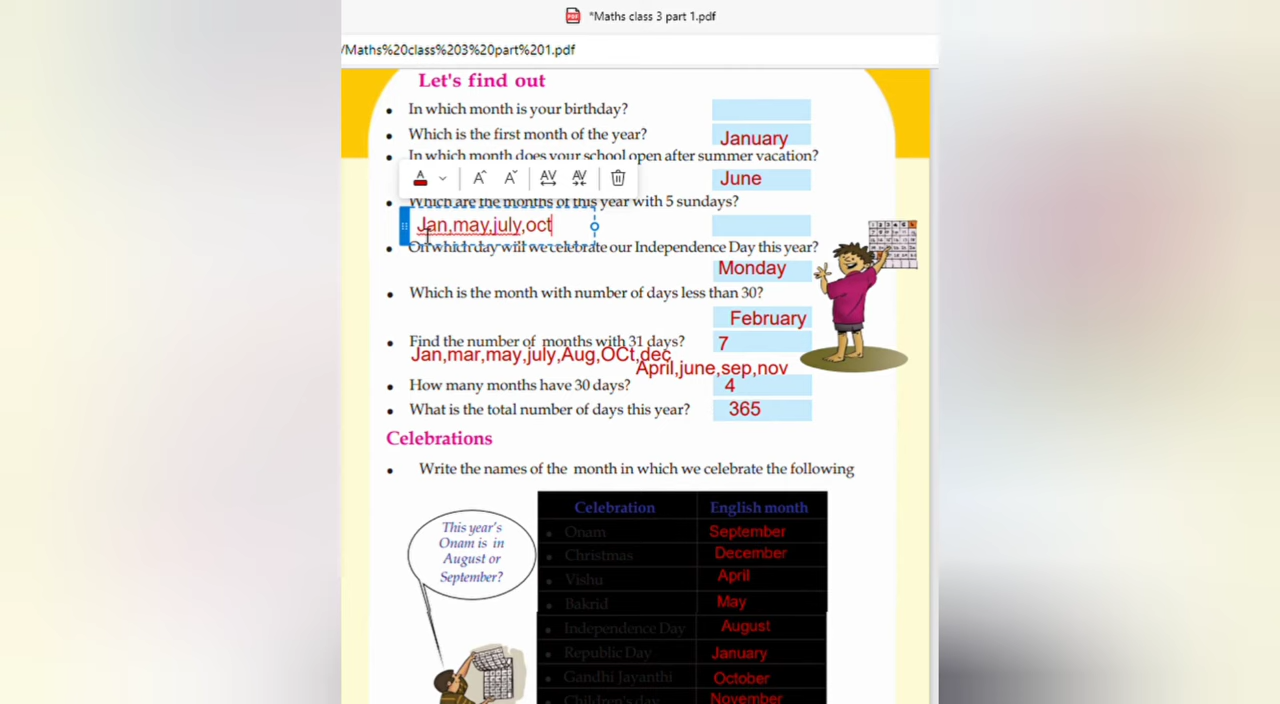 *Maths class 3 part 1.pdf
/Maths%20class%203%20part%201.pdf
Let's find out
In which month is your birthday?
Which is the first month of the year?
January
In which month does your school open after summer vacation?
June
Which are the months of this year with 5 sundays?
Jan,may,july,oct
On which day will we celebrate our Independence Day this year?
Monday
Which is the month with number of days less than 30?
February
Find the number of months with 31 days?
7
Jan,mar,may,july,Aug,OCt,dec
April,june,sep,nov
How many months have 30 days?
4
What is the total number of days this year?
365
Celebrations
Write the names of the month in which we celebrate the following
This year's
Onam is in
August or
September?
Celebration English month
Onam September
Christmas December
Vishu April
Bakrid May
Independence Day August
Republic Day January
Gandhi Jayanthi October
Children's day November